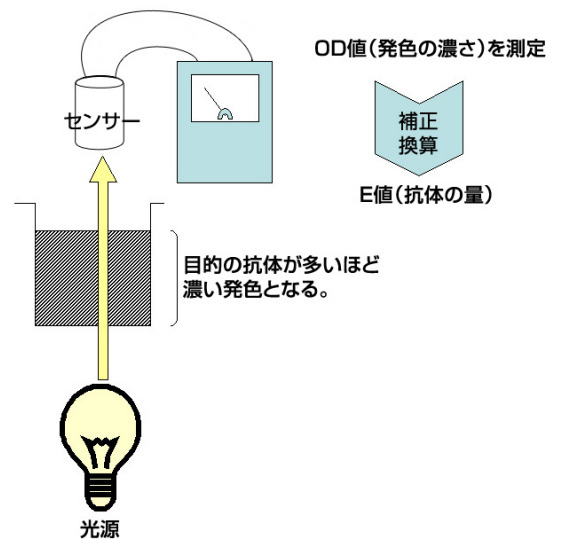 OD値(発色の濃さ)を測定
センサー
補正
換算
E値(抗体の量)
目的の抗体が多いほど
濃い発色となる。
光源